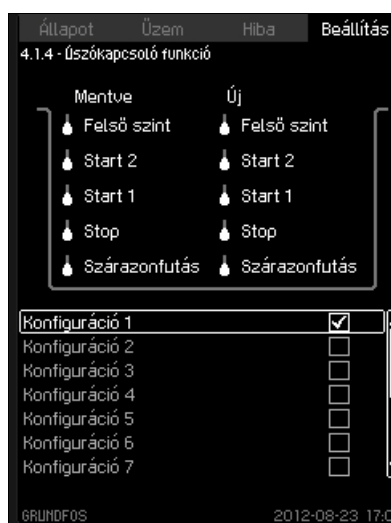 Állapot Üzem Hiba Beállítás
4.1.4 - Úszókapcsoló funkció
Mentve Új
Felső szint Felső szint
Start 2 Start 2
Start 1 Start 1
Stop Stop
Szárazonfutás Szárazonfutás
Konfiguráció 1
Konfiguráció 2
Konfiguráció 3
Konfiguráció 4
Konfiguráció 5
Konfiguráció 6
Konfiguráció 7
GRUNDFOS 2012-08-23 17:0